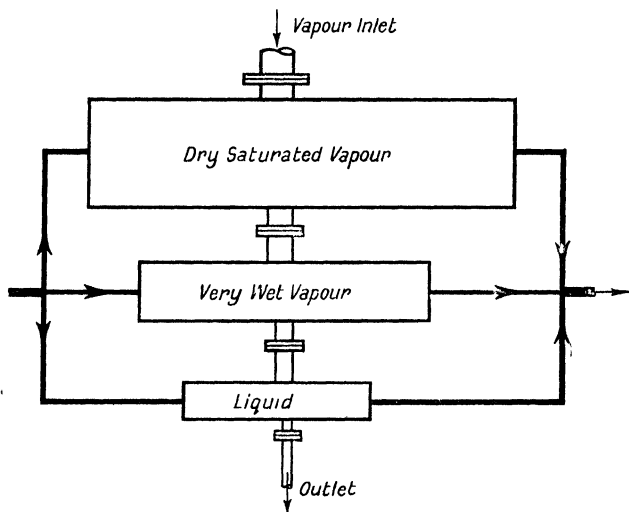 Vapour Inlet
Dry Saturated Vapour
Very Wet Vapour
Liquid
Outlet